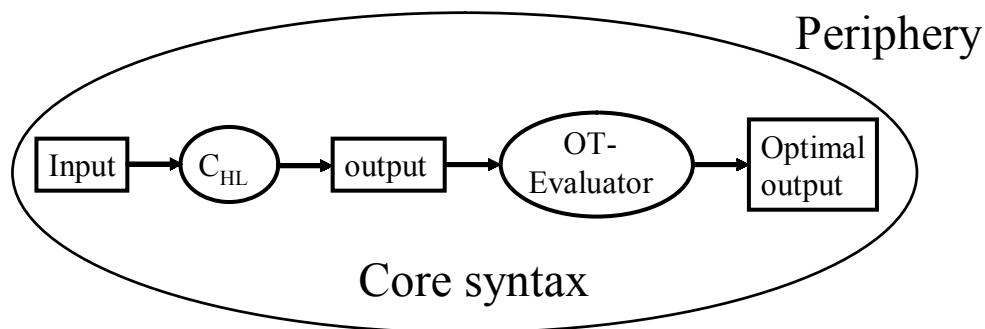 Periphery
Input
C_HL
output
OT-
Evaluator
Optimal
output
Core syntax